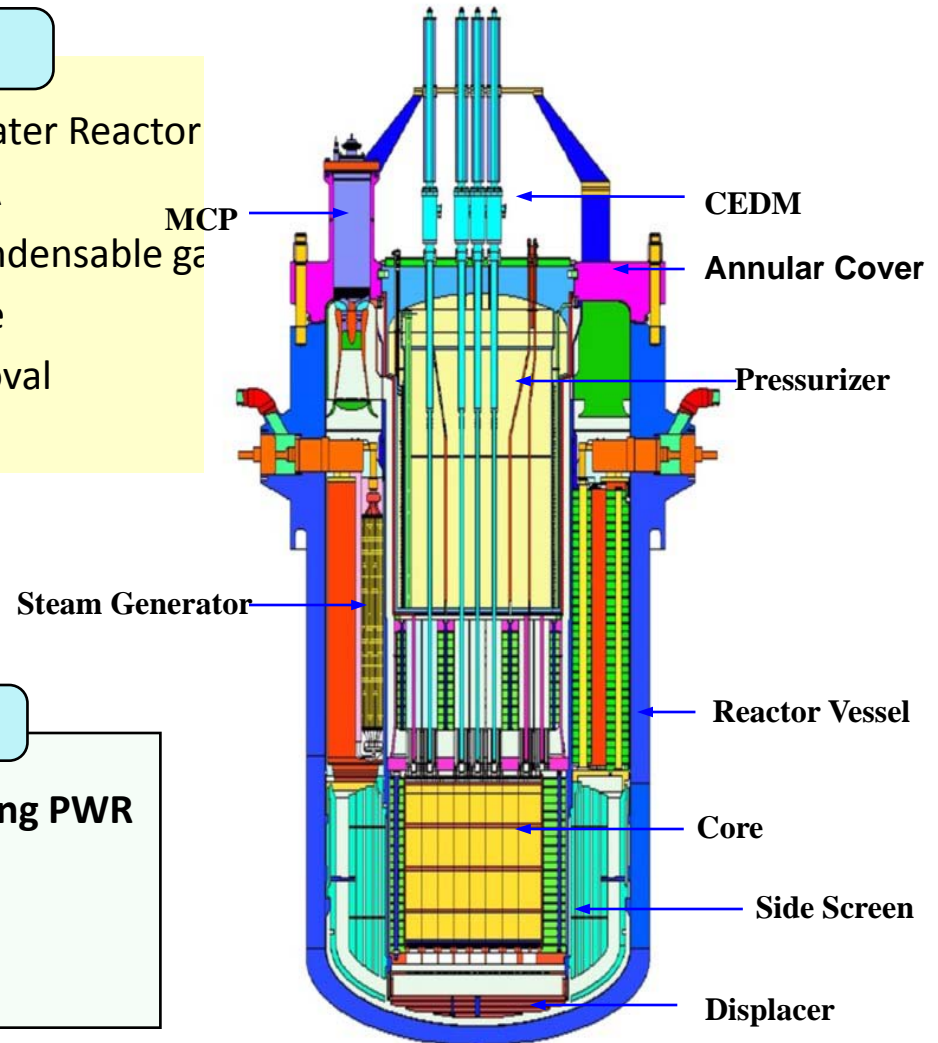 ater Reactor
ndensable ga
e
oval
ng PWR
MCP
CEDM
Annular Cover
Pressurizer
Steam Generator
Reactor Vessel
Core
Side Screen
Displacer